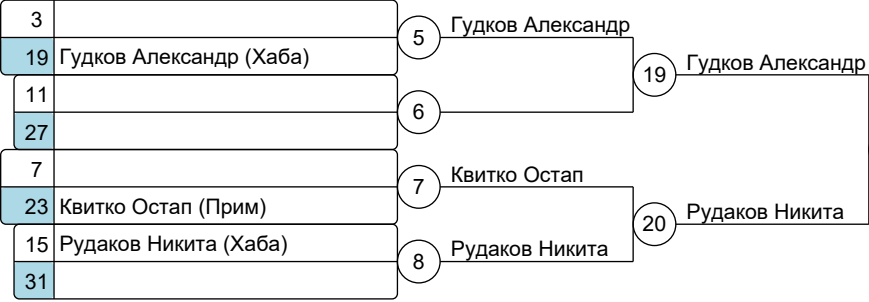 3
19 Гудков Александр (Хаба)
5
Гудков Александр
11
27
6
19
Гудков Александр
7
23 Квитко Остап (Прим)
7
Квитко Остап
15 Рудаков Никита (Хаба)
31
8
Рудаков Никита
20
Рудаков Никита